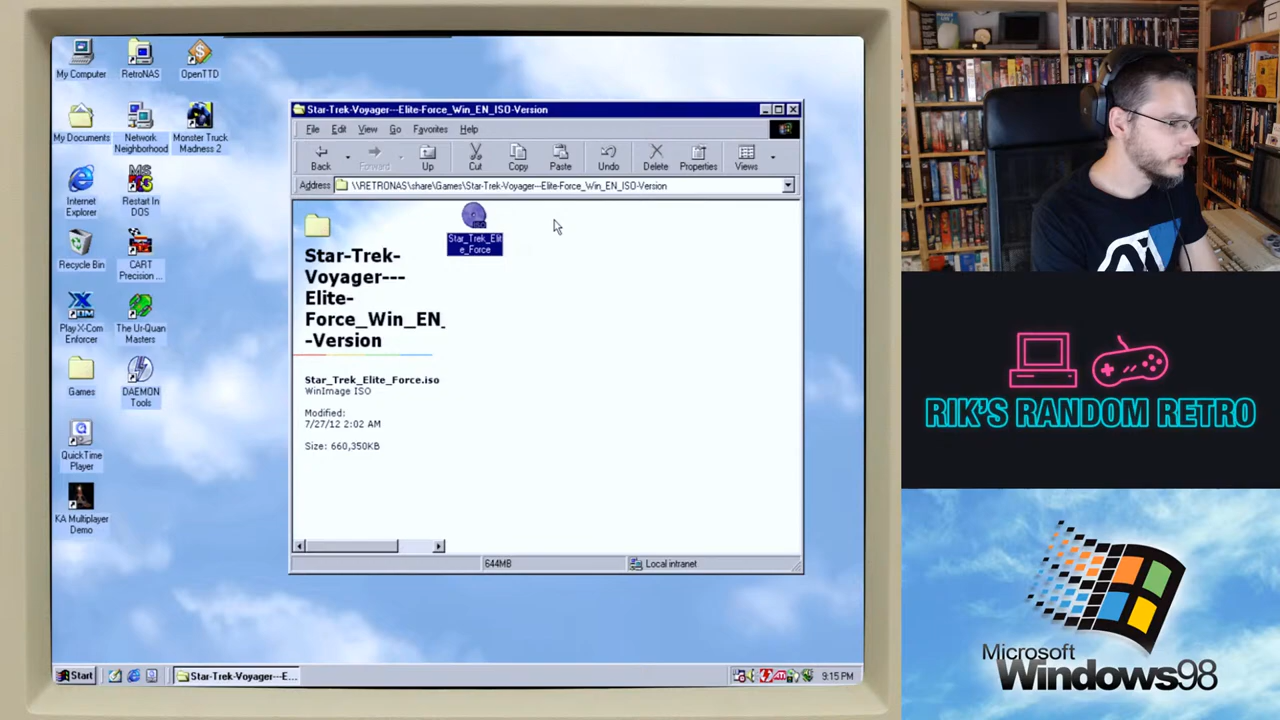 My Computer
RetroNAS
OpenTTD
My Documents
Network
Neighborhood
Monster Truck
Madness 2
Internet
Explorer
MS
Restart In
DOS
Recycle Bin
CART
Precision ...
Play X-Com
Enforcer
The Ur-Quan
Masters
Games
DAEMON
Tools
QuickTime
Player
KA Multiplayer
Demo
Star-Trek-Voyager---Elite-Force_Win_EN_ISO-Version
File Edit View Go Favorites Help
Back Forward Up Cut Copy Paste Undo Delete Properties Views
Address \\RETRONAS\share\Games\Star-Trek-Voyager---Elite-Force_Win_EN_ISO-Version
Star-Trek-
Voyager---
Elite-
Force_Win_EN_
-Version
Star_Trek_Elit
e_Force
Star_Trek_Elite_Force.iso
WinImage ISO
Modified:
7/27/12 2:02 AM
Size: 660,350KB
644MB
Local intranet
Start
Star-Trek-Voyager---E...
9:15 PM
RIK'S RANDOM RETRO
Microsoft
Windows98